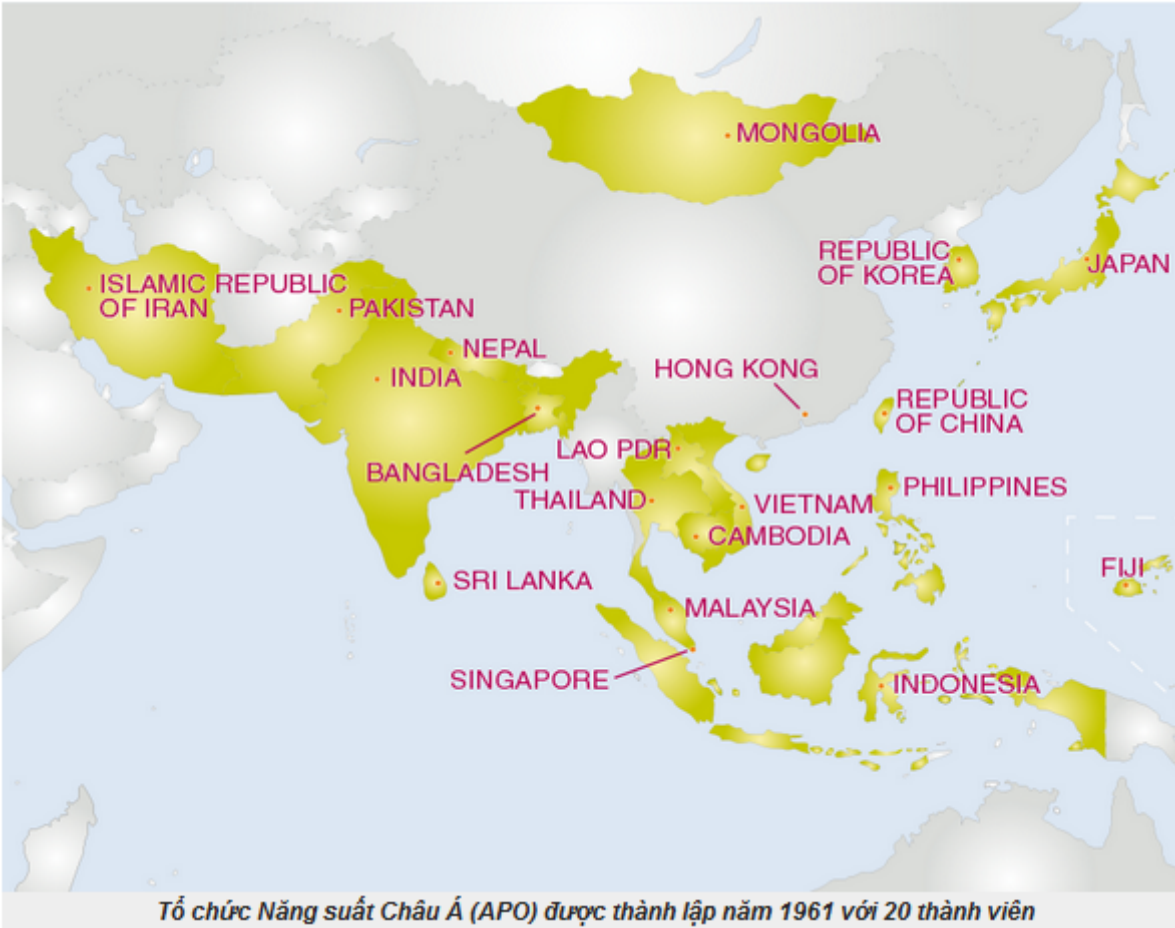 MONGOLIA
REPUBLIC
OF KOREA
JAPAN
ISLAMIC REPUBLIC
OF IRAN
PAKISTAN
NEPAL
INDIA
HONG KONG
REPUBLIC
OF CHINA
LAO PDR
BANGLADESH
THAILAND
VIETNAM
PHILIPPINES
CAMBODIA
FIJI
SRI LANKA
MALAYSIA
SINGAPORE
INDONESIA
Tổ chức Năng suất Châu Á (APO) được thành lập năm 1961 với 20 thành viên